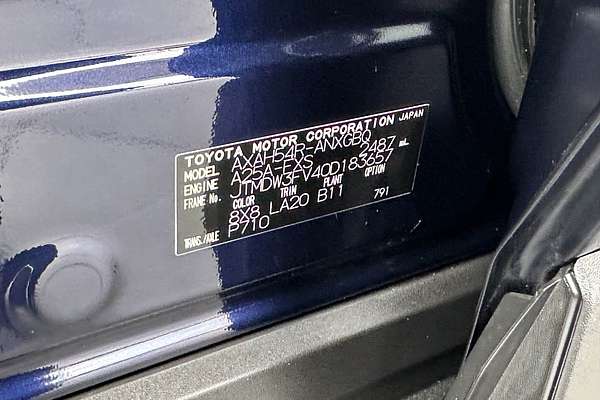 TOYOTA MOTOR CORPORATION JAPAN
MODEL AXAH54R-ANXGBQ
ENGINE A25A-FXS 2487 mL
FRAME No. JTMDW3FV40D183657
COLOR TRIM PLANT OPTION
8X8 LA20 B11 791
TRANS./AXLE P710